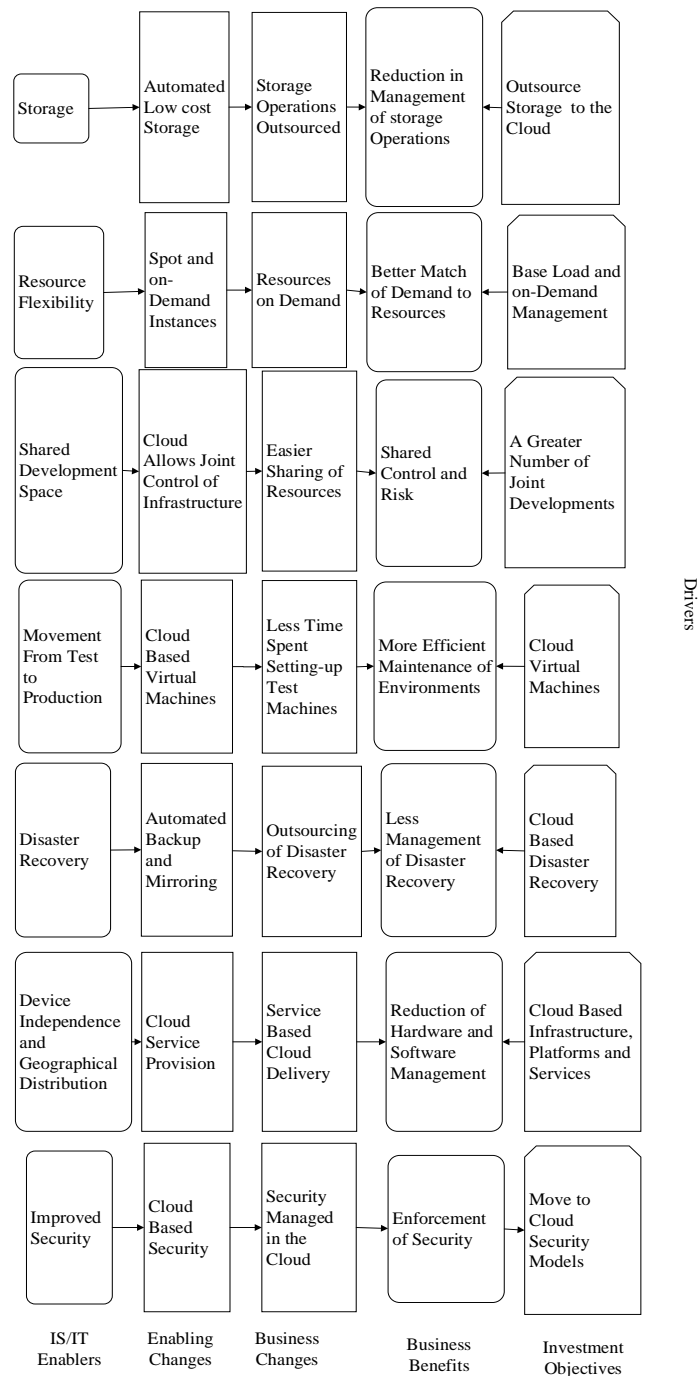 Storage
Automated
Low cost
Storage
Storage
Operations
Outsourced
Reduction in
Management
of storage
Operations
Outsource
Storage to the
Cloud
Resource
Flexibility
Spot and
on-
Demand
Instances
Resources
on Demand
Better Match
of Demand to
Resources
Base Load and
on-Demand
Management
Shared
Development
Space
Cloud
Allows Joint
Control of
Infrastructure
Easier
Sharing of
Resources
Shared
Control and
Risk
A Greater
Number of
Joint
Developments
Movement
From Test
to
Production
Cloud
Based
Virtual
Machines
Less Time
Spent
Setting-up
Test
Machines
More Efficient
Maintenance of
Environments
Cloud
Virtual
Machines
Disaster
Recovery
Automated
Backup
and
Mirroring
Outsourcing
of Disaster
Recovery
Less
Management
of Disaster
Recovery
Cloud
Based
Disaster
Recovery
Device
Independence
and
Geographical
Distribution
Cloud
Service
Provision
Service
Based
Cloud
Delivery
Reduction of
Hardware and
Software
Management
Cloud Based
Infrastructure,
Platforms and
Services
Improved
Security
Cloud
Based
Security
Security
Managed
in the
Cloud
Enforcement
of Security
Move to
Cloud
Security
Models
IS/IT
Enablers
Enabling
Changes
Business
Changes
Business
Benefits
Investment
Objectives
Drivers